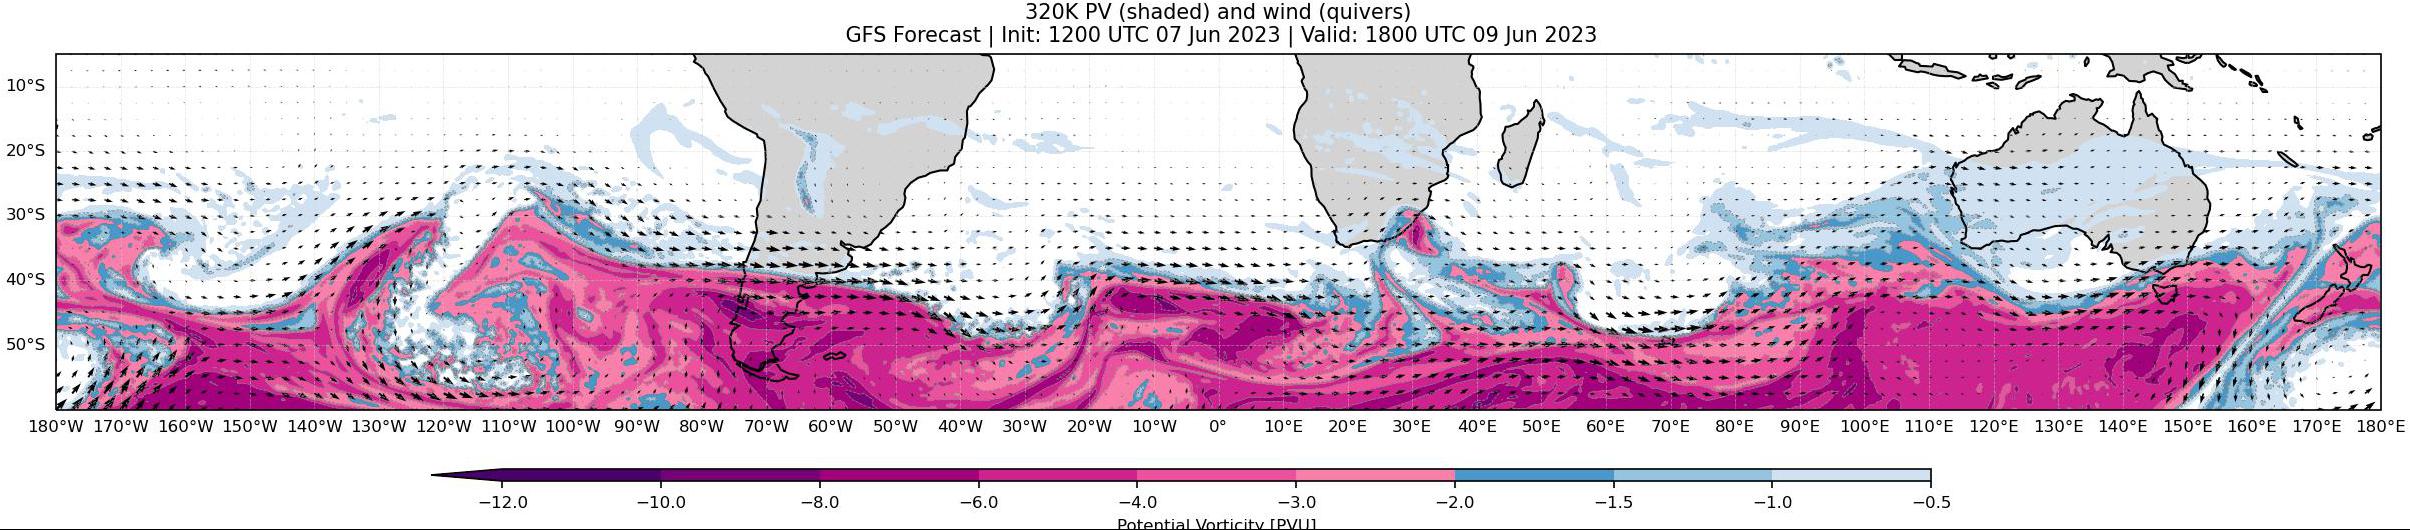 320K PV (shaded) and wind (quivers)
GFS Forecast | Init: 1200 UTC 07 Jun 2023 | Valid: 1800 UTC 09 Jun 2023
10°S
20°S
30°S
40°S
50°S
180°W 170°W 160°W 150°W 140°W 130°W 120°W 110°W 100°W 90°W 80°W 70°W 60°W 50°W 40°W 30°W 20°W 10°W 0° 10°E 20°E 30°E 40°E 50°E 60°E 70°E 80°E 90°E 100°E 110°E 120°E 130°E 140°E 150°E 160°E 170°E 180°E
−12.0 −10.0 −8.0 −6.0 −4.0 −3.0 −2.0 −1.5 −1.0 −0.5
Potential Vorticity [PVU]